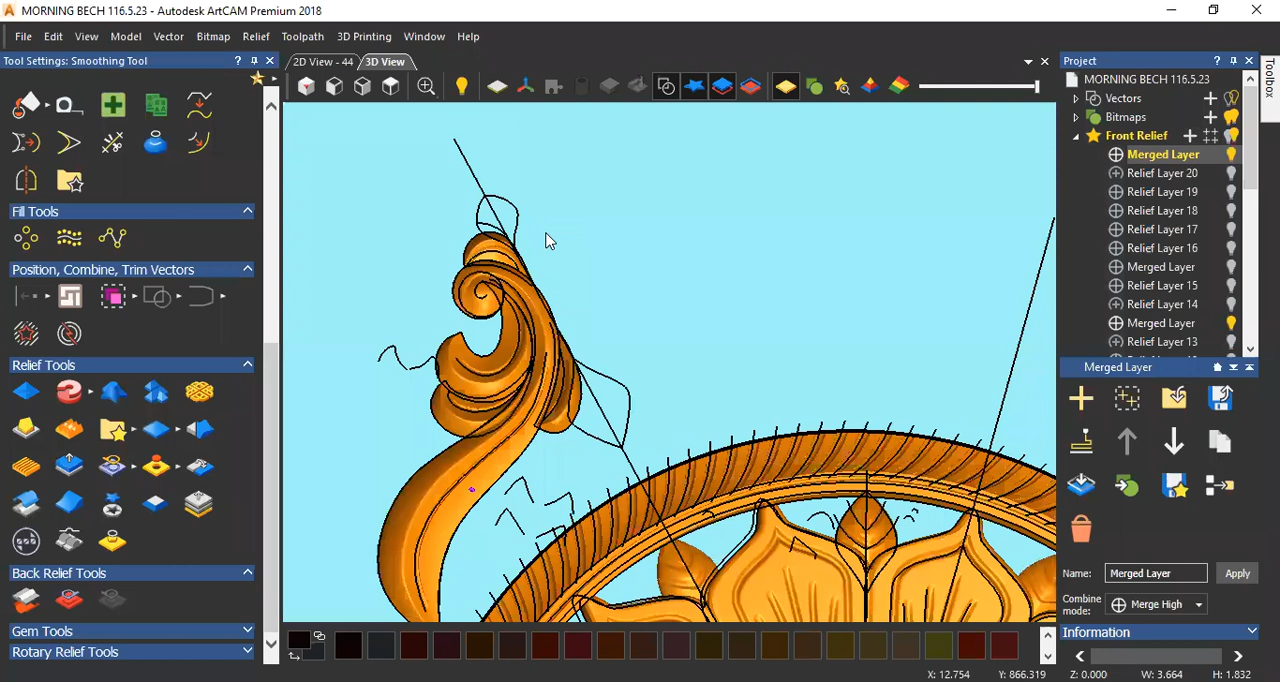 MORNING BECH 116.5.23 - Autodesk ArtCAM Premium 2018
File Edit View Model Vector Bitmap Relief Toolpath 3D Printing Window Help
Tool Settings: Smoothing Tool ?
2D View - 44 3D View
Project ?
Toolbox
MORNING BECH 116.5.23
Vectors
Bitmaps
Front Relief
Merged Layer
Relief Layer 20
Relief Layer 19
Relief Layer 18
Relief Layer 17
Relief Layer 16
Merged Layer
Relief Layer 15
Relief Layer 14
Merged Layer
Relief Layer 13
Fill Tools
Position, Combine, Trim Vectors
Relief Tools
Back Relief Tools
Gem Tools
Rotary Relief Tools
Merged Layer
Name: Merged Layer Apply
Combine mode: Merge High
Information
X: 12.754 Y: 866.319 Z: 0.000 W: 3.664 H: 1.832